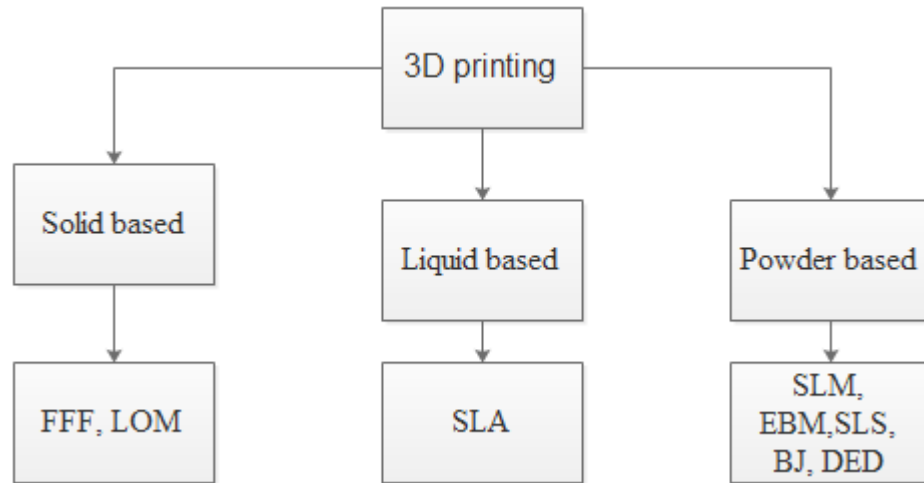 3D printing
Solid based
Liquid based
Powder based
FFF, LOM
SLA
SLM,
EBM,SLS,
BJ, DED